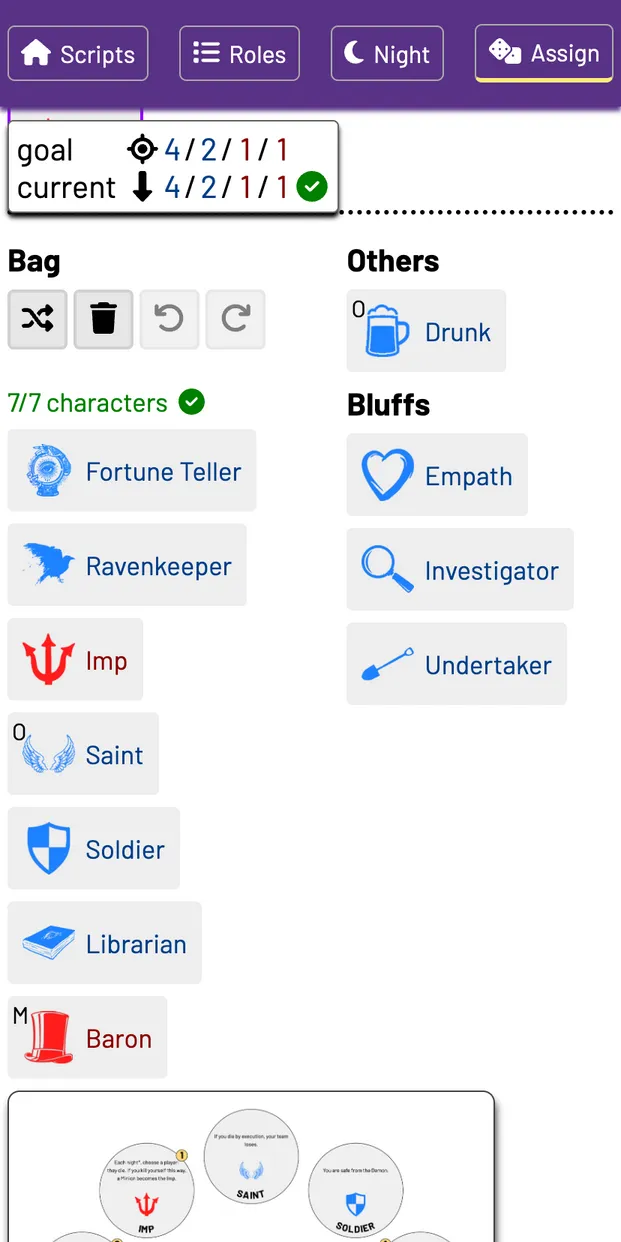 Scripts
Roles
Night
Assign
goal 4/2/1/1
current 4/2/1/1
Bag
7/7 characters
Fortune Teller
Ravenkeeper
Imp
O
Saint
Soldier
Librarian
M
Baron
Others
O
Drunk
Bluffs
Empath
Investigator
Undertaker
If you die by execution, your team
loses.
SAINT
1
Each night*, choose a player:
they die. If you kill yourself this way,
a Minion becomes the Imp.
IMP
You are safe from the Demon.
SOLDIER